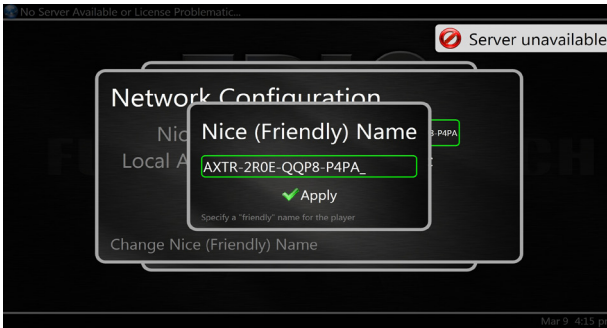 No Server Available or License Problematic...
Server unavailable
Network Configuration
Nice (Friendly) Name
AXTR-2R0E-QQP8-P4PA_
Apply
Specify a "friendly" name for the player
Nic
8-P4PA
Local A
Change Nice (Friendly) Name
Mar 9 4:15 p